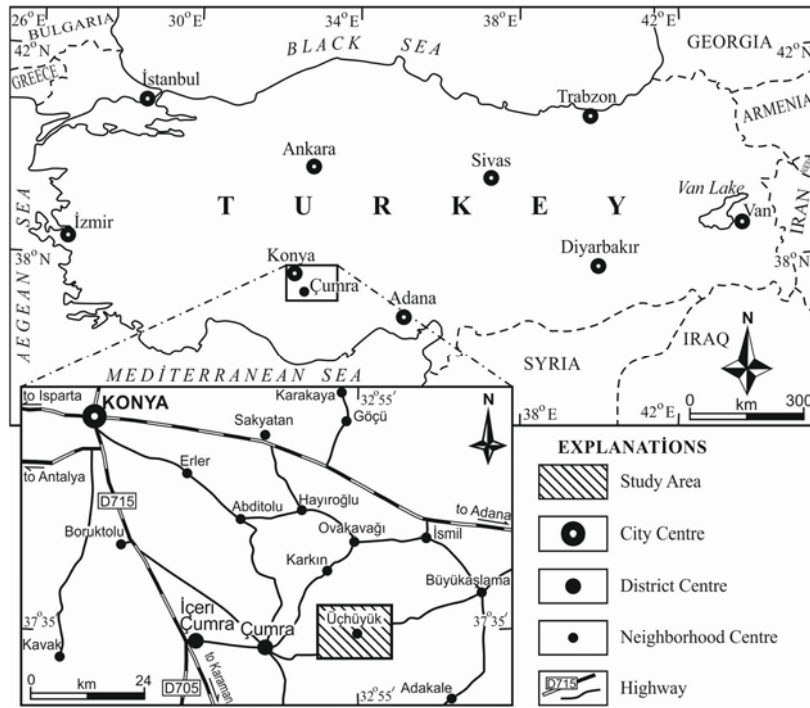 26°E
30°E
34°E
38°E
42°E
BULGARIA
BLACK SEA
GEORGIA
42°N
42°N
GREECE
İstanbul
Trabzon
ARMENIA
Ankara
Sivas
Van Lake
IRAN
TURKEY
Van
AEGEAN SEA
İzmir
38°N
Konya
Diyarbakır
38°N
Çumra
Adana
N
IRAQ
SYRIA
MEDİTERRANEAN SEA
0 km 300
38°E
42°E
to Isparta
KONYA
Karakaya
32°55′
N
Göçü
Sakyatan
Erler
to Antalya
D715
Abditolu
Hayıroğlu
to Adana
Boruktolu
Ovakavağı
İsmil
Karkın
Büyükaşlama
İçeri
Çumra
Çumra
Üçhüyük
37°35′
37°35′
Kavak
to Karaman
0 km 24
D705
32°55′
Adakale
EXPLANATIONS
Study Area
City Centre
District Centre
Neighborhood Centre
D715
Highway